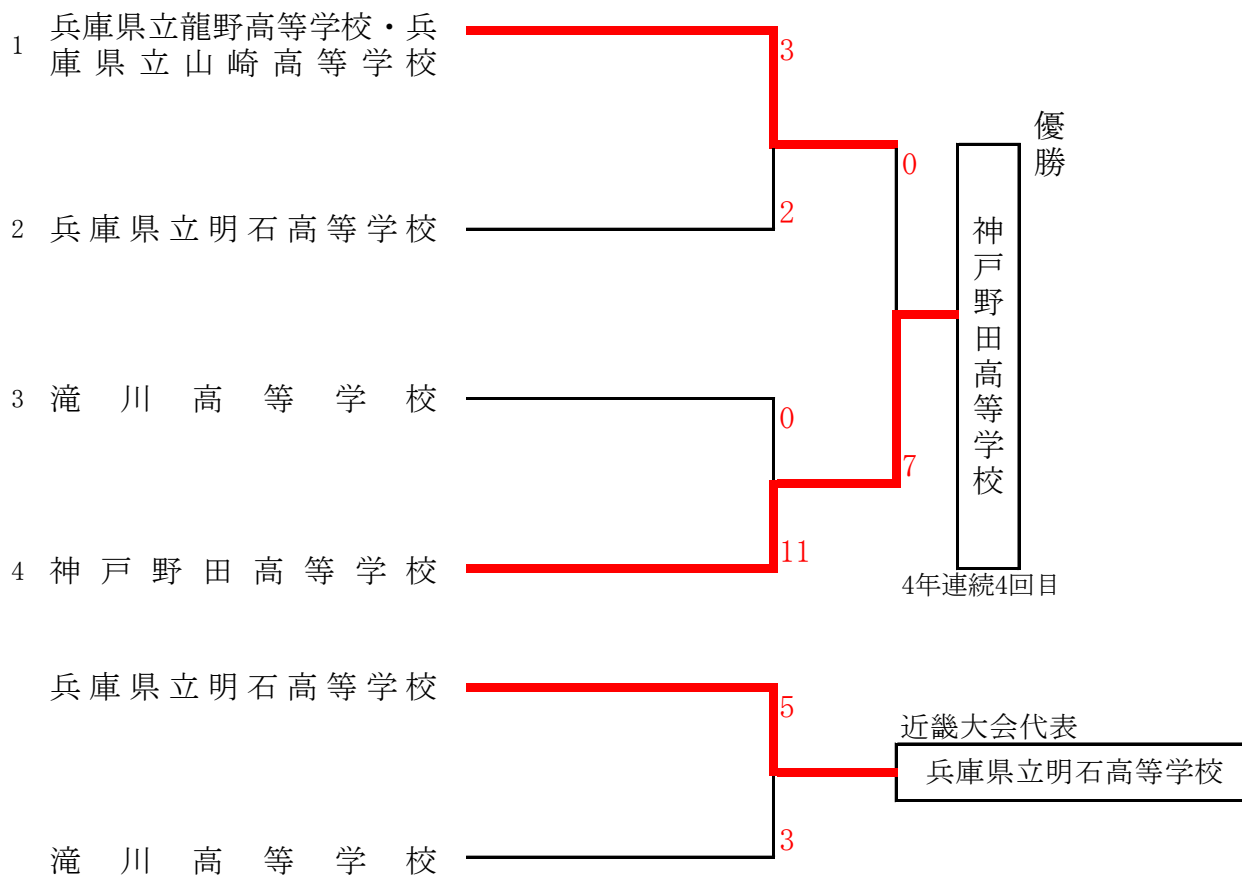 1
兵庫県立龍野高等学校・兵
庫県立山崎高等学校
3
優勝
0
2
兵庫県立明石高等学校
2
神戸野田高等学校
3
滝川高等学校
0
7
11
4
神戸野田高等学校
4年連続4回目
兵庫県立明石高等学校
5
近畿大会代表
兵庫県立明石高等学校
3
滝川高等学校